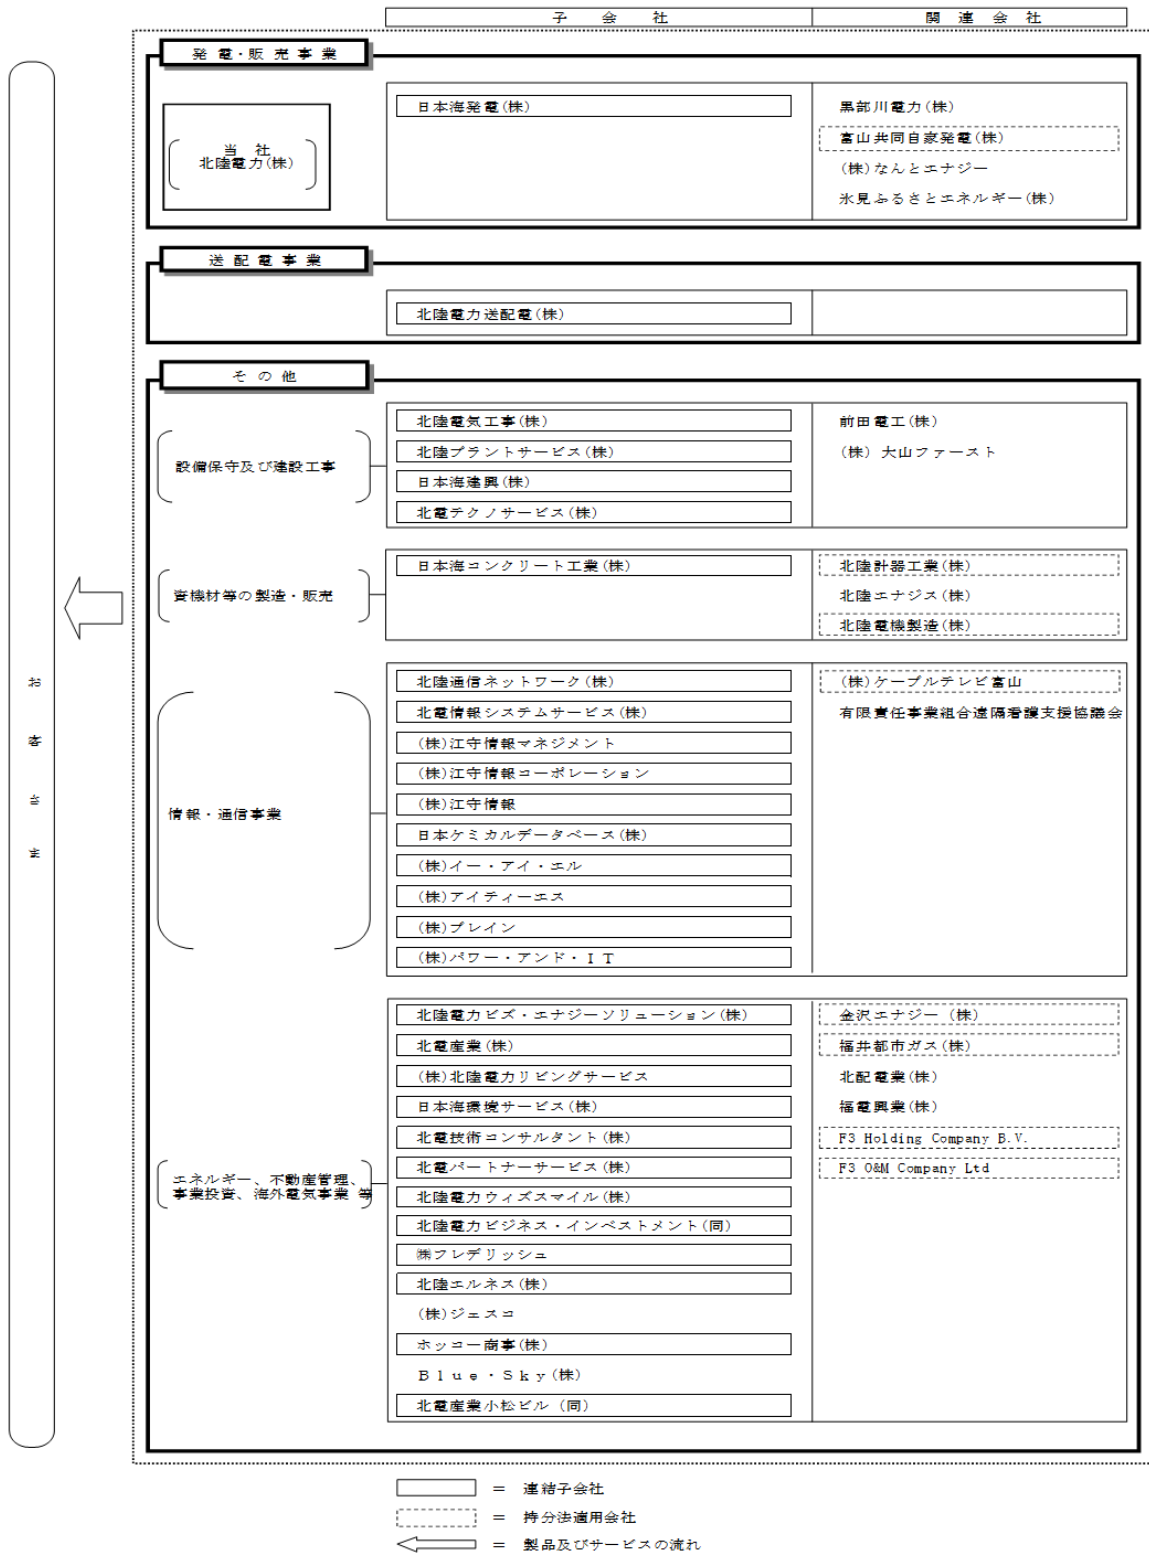 子会社
関連会社
発電・販売事業
当社
北陸電力(株)
日本海発電(株)
黒部川電力(株)
富山共同自家発電(株)
(株)なんとエナジー
氷見ふるさとエネルギー(株)
送配電事業
北陸電力送配電(株)
その他
設備保守及び建設工事
北陸電気工事(株)
北陸プラントサービス(株)
日本海建興(株)
北電テクノサービス(株)
前田電工(株)
(株)大山ファースト
資機材等の製造・販売
日本海コンクリート工業(株)
北陸計器工業(株)
北陸エナジス(株)
北陸電機製造(株)
情報・通信事業
北陸通信ネットワーク(株)
北電情報システムサービス(株)
(株)江守情報マネジメント
(株)江守情報コーポレーション
(株)江守情報
日本ケミカルデータベース(株)
(株)イー・アイ・エル
(株)アイティーエス
(株)ブレイン
(株)パワー・アンド・IT
(株)ケーブルテレビ富山
有限責任事業組合遠隔看護支援協議会
エネルギー、不動産管理、
事業投資、海外電気事業 等
北陸電力ビズ・エナジーソリューション(株)
北電産業(株)
(株)北陸電力リビングサービス
日本海環境サービス(株)
北電技術コンサルタント(株)
北電パートナーサービス(株)
北陸電力ウィズスマイル(株)
北陸電力ビジネス・インベストメント(同)
㈱フレデリッシュ
北陸エルネス(株)
(株)ジェスコ
ホッコー商事(株)
Blue・Sky(株)
北電産業小松ビル(同)
金沢エナジー(株)
福井都市ガス(株)
北配電業(株)
福電興業(株)
F3 Holding Company B.V.
F3 O&M Company Ltd
お客さま
= 連結子会社
= 持分法適用会社
= 製品及びサービスの流れ